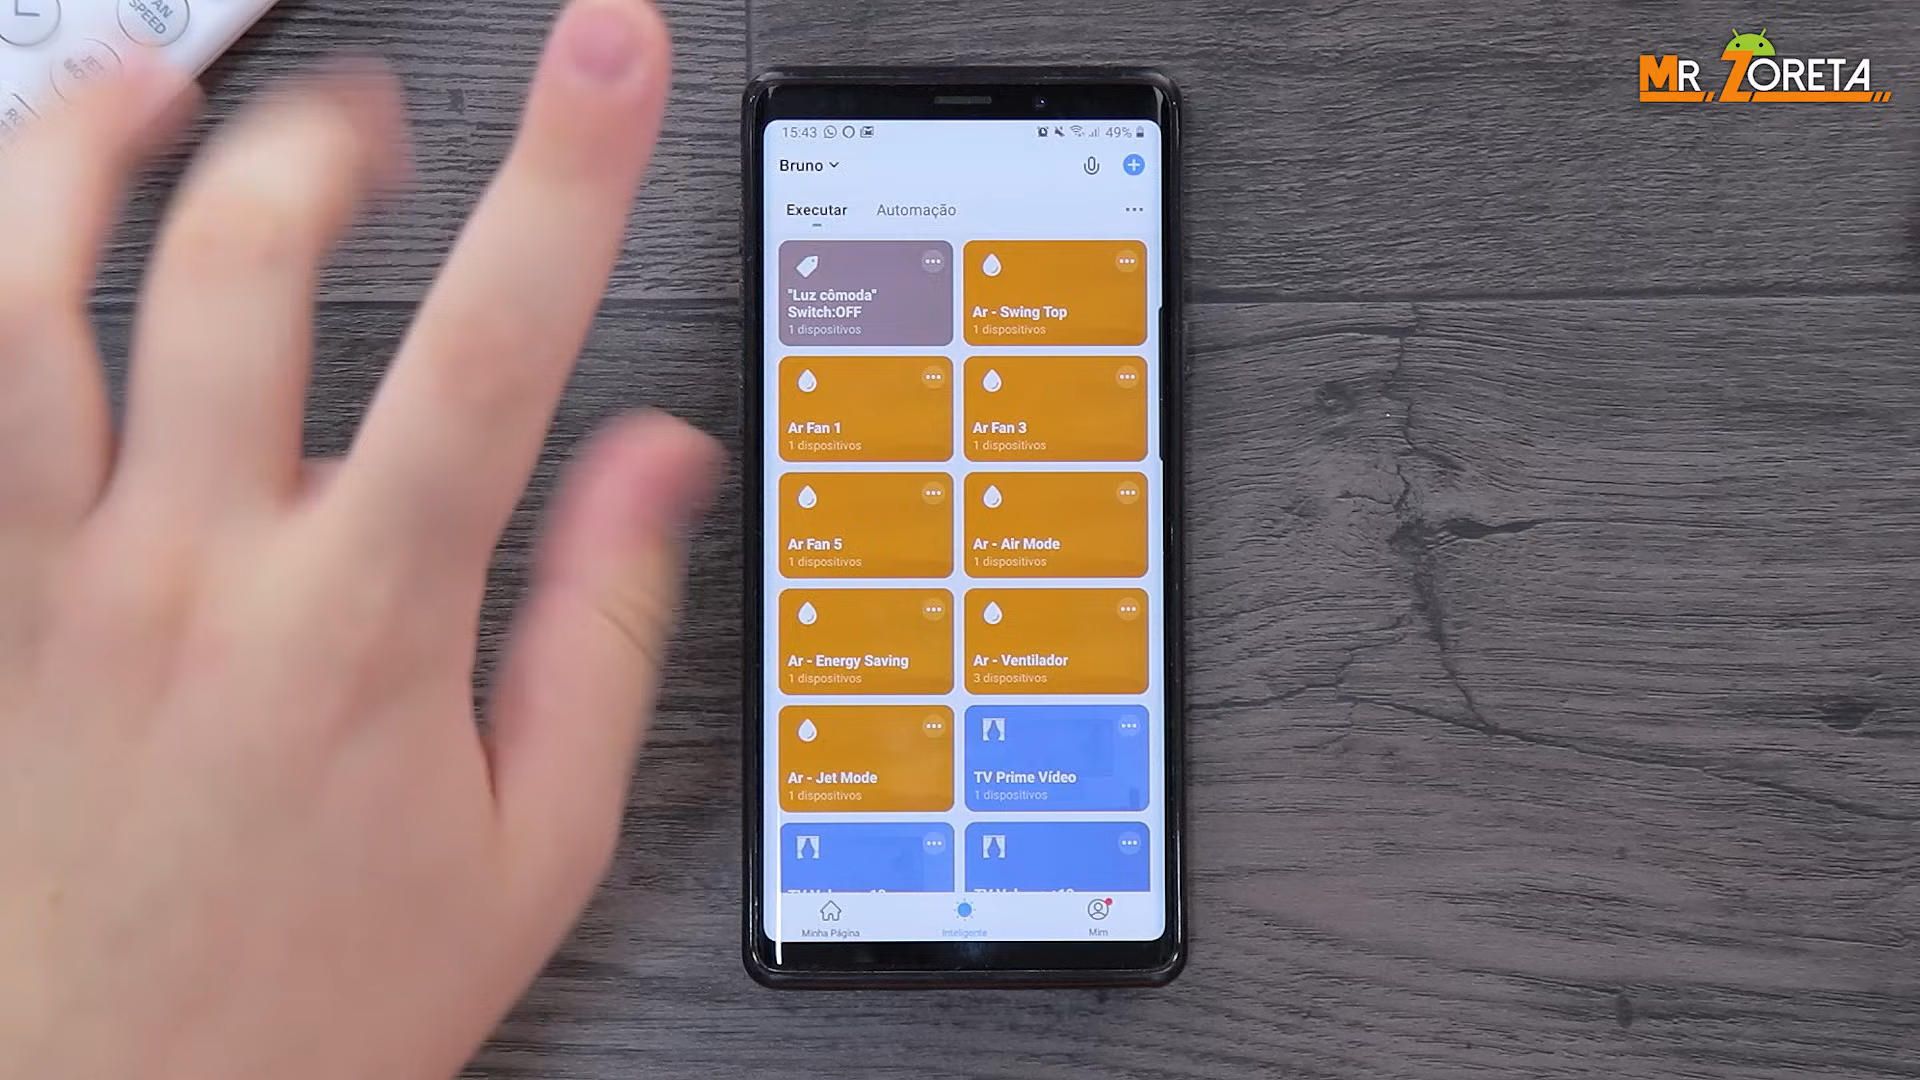 FAN
SPEED
JET
MR. ZORETA
15:43
49%
Bruno
Executar
Automação
"Luz cômoda"
Switch:OFF
1 dispositivos
Ar - Swing Top
1 dispositivos
Ar Fan 1
1 dispositivos
Ar Fan 3
1 dispositivos
Ar Fan 5
1 dispositivos
Ar - Air Mode
1 dispositivos
Ar - Energy Saving
1 dispositivos
Ar - Ventilador
3 dispositivos
Ar - Jet Mode
1 dispositivos
TV Prime Vídeo
1 dispositivos
Minha Página
Inteligente
Mim